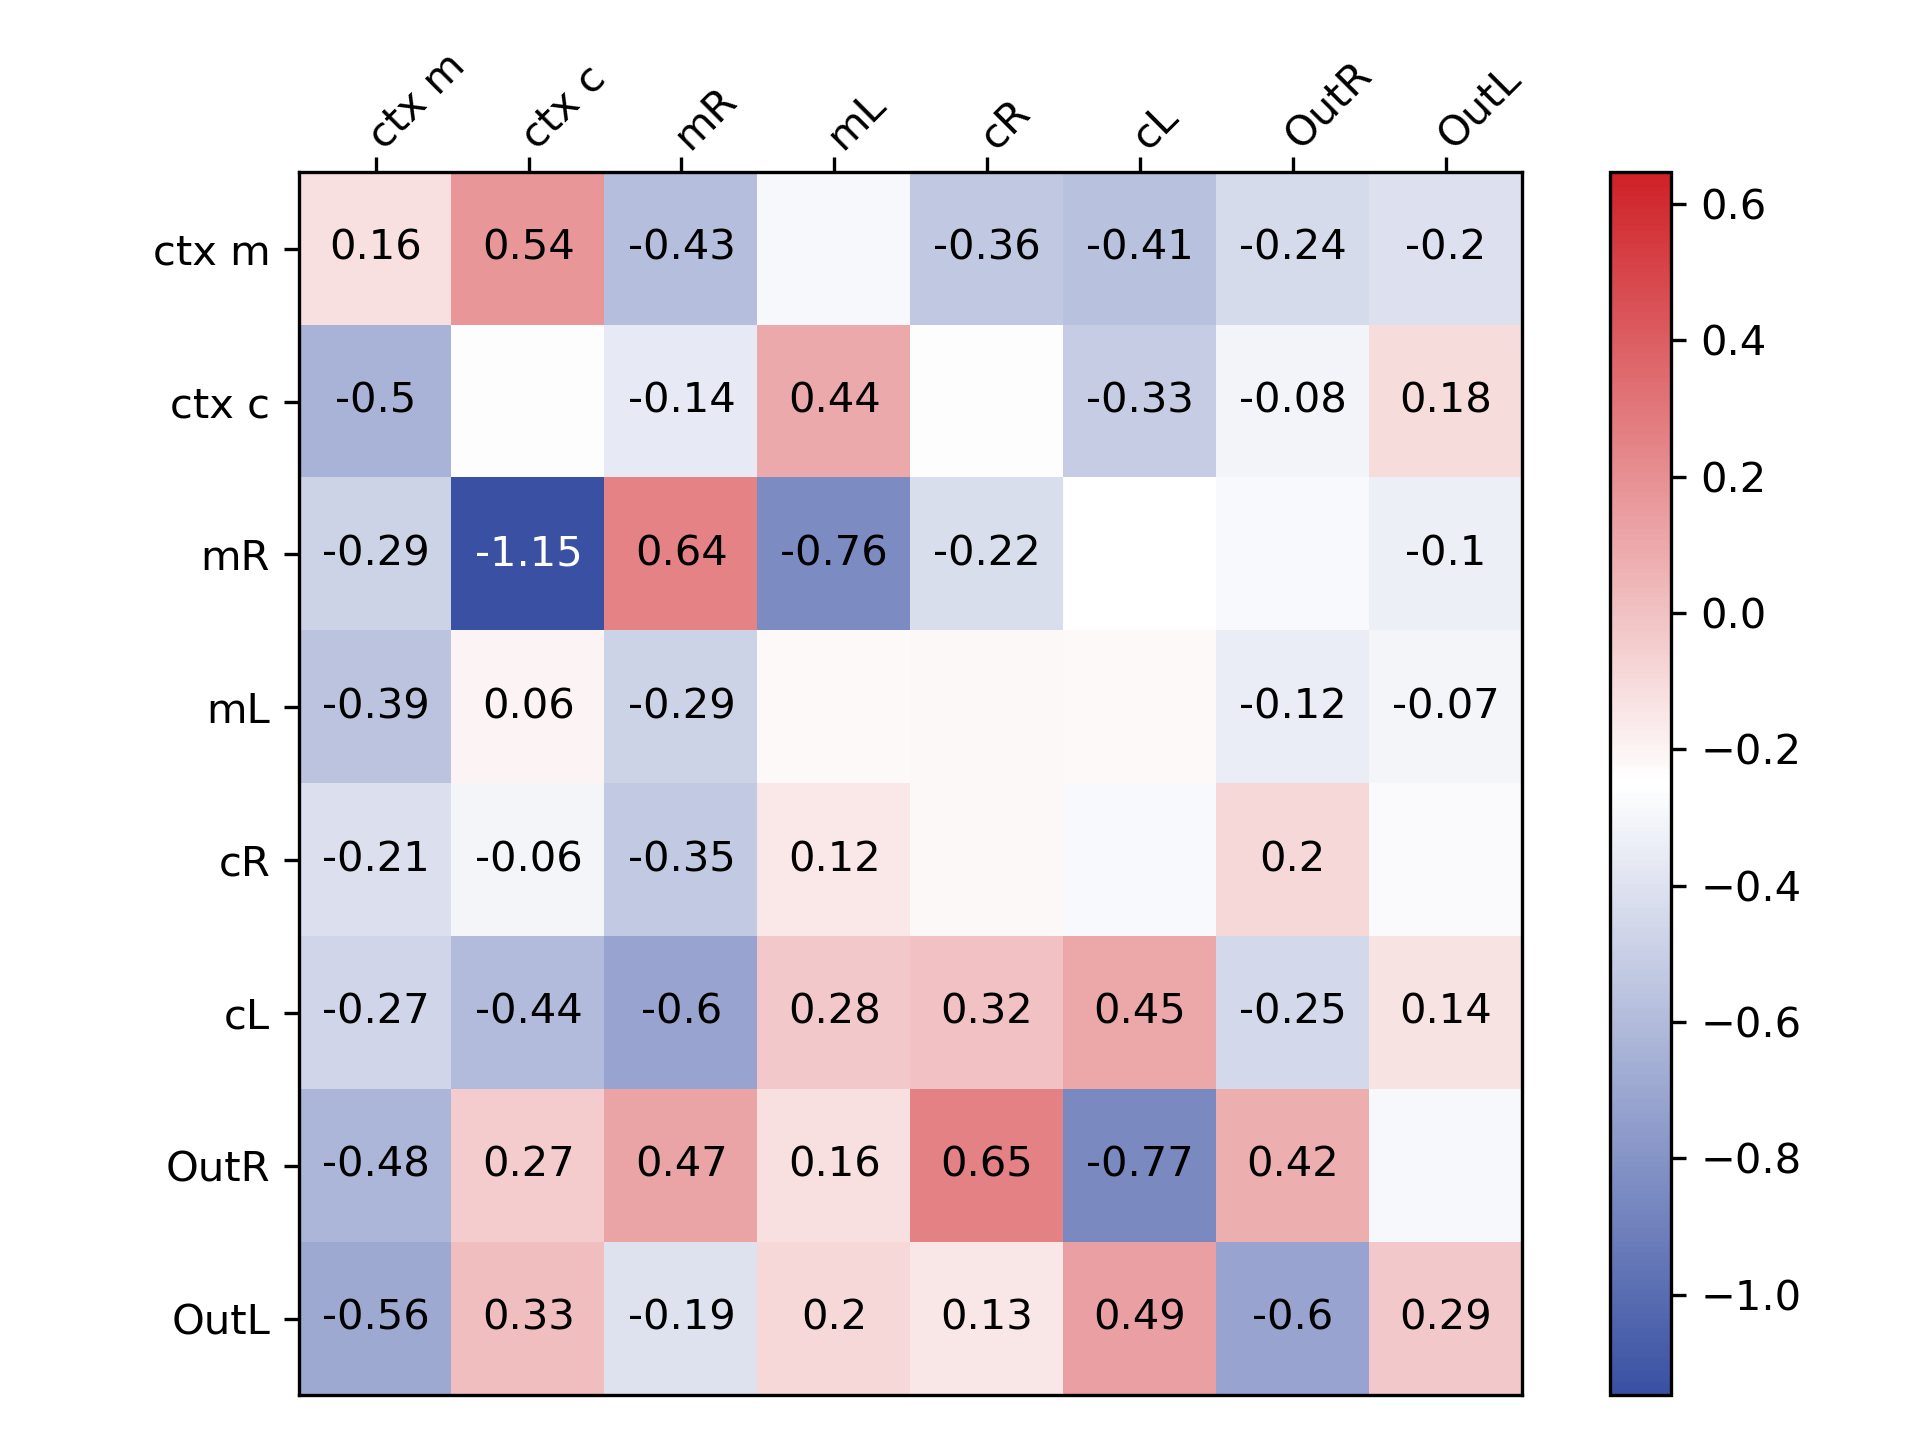 ctx m ctx c mR mL cR cL OutR OutL
ctx m 0.16 0.54 -0.43 -0.36 -0.41 -0.24 -0.2
ctx c -0.5 -0.14 0.44 -0.33 -0.08 0.18
mR -0.29 -1.15 0.64 -0.76 -0.22 -0.1
mL -0.39 0.06 -0.29 -0.12 -0.07
cR -0.21 -0.06 -0.35 0.12 0.2
cL -0.27 -0.44 -0.6 0.28 0.32 0.45 -0.25 0.14
OutR -0.48 0.27 0.47 0.16 0.65 -0.77 0.42
OutL -0.56 0.33 -0.19 0.2 0.13 0.49 -0.6 0.29
0.6
0.4
0.2
0.0
−0.2
−0.4
−0.6
−0.8
−1.0